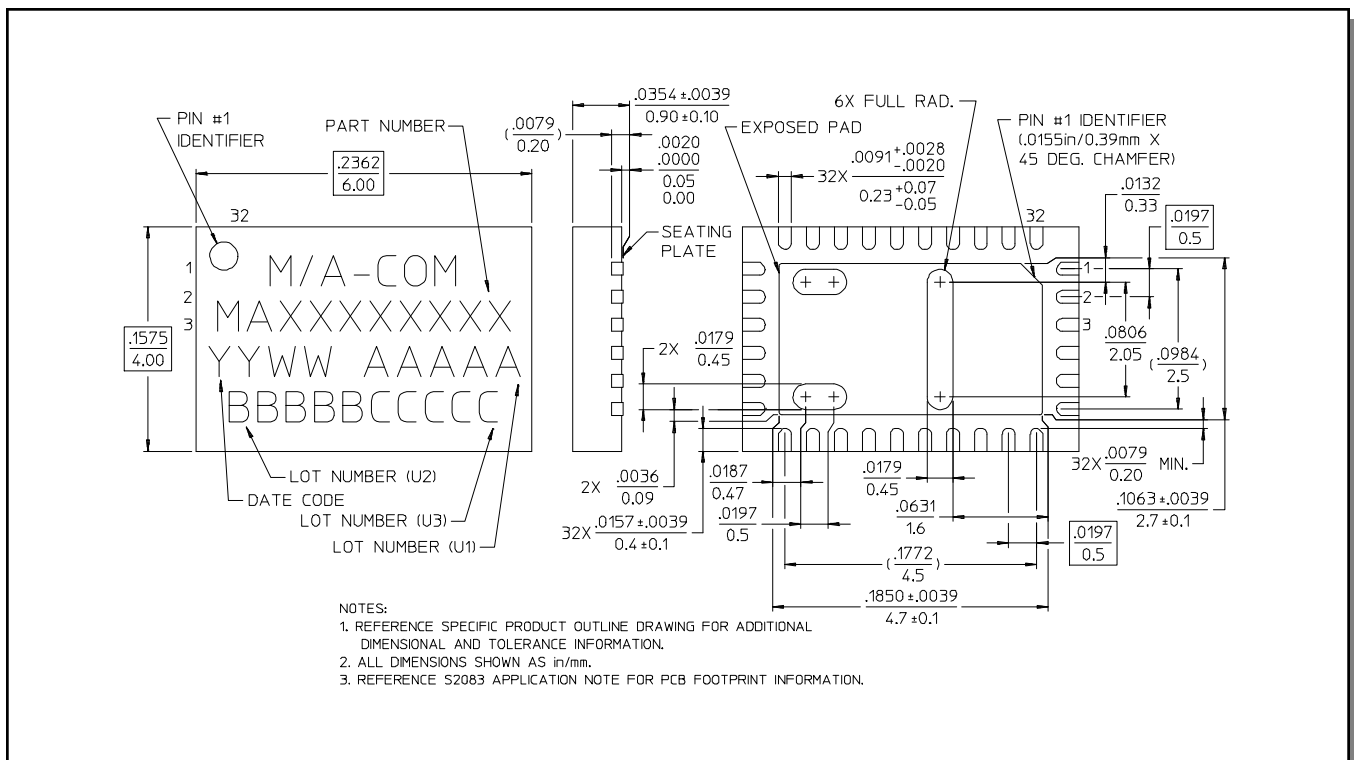 PIN #1
IDENTIFIER
PART NUMBER
.2362
6.00
32
1
2
3
.1575
4.00
M/A-COM
MAXXXXXXXXX
YYWW AAAAA
BBBBBCCCCC
LOT NUMBER (U2)
DATE CODE
LOT NUMBER (U3)
LOT NUMBER (U1)
.0354±.0039
0.90±0.10
(.0079)
0.20
.0020
.0000
0.05
0.00
SEATING
PLATE
EXPOSED PAD
6X FULL RAD.
PIN #1 IDENTIFIER
(.0155in/0.39mm X
45 DEG. CHAMFER)
32X .0091 +.0028 -.0020
0.23 +0.07 -0.05
32
.0132
0.33
.0197
0.5
1
2
3
.0806
2.05
(.0984)
2.5
2X .0179
0.45
2X .0036
0.09
32X .0157±.0039
0.4±0.1
.0187
0.47
.0197
0.5
.0179
0.45
.0631
1.6
(.1772)
4.5
.1850±.0039
4.7±0.1
.0197
0.5
32X .0079 MIN.
0.20
.1063±.0039
2.7±0.1
NOTES:
1. REFERENCE SPECIFIC PRODUCT OUTLINE DRAWING FOR ADDITIONAL
DIMENSIONAL AND TOLERANCE INFORMATION.
2. ALL DIMENSIONS SHOWN AS in/mm.
3. REFERENCE S2083 APPLICATION NOTE FOR PCB FOOTPRINT INFORMATION.